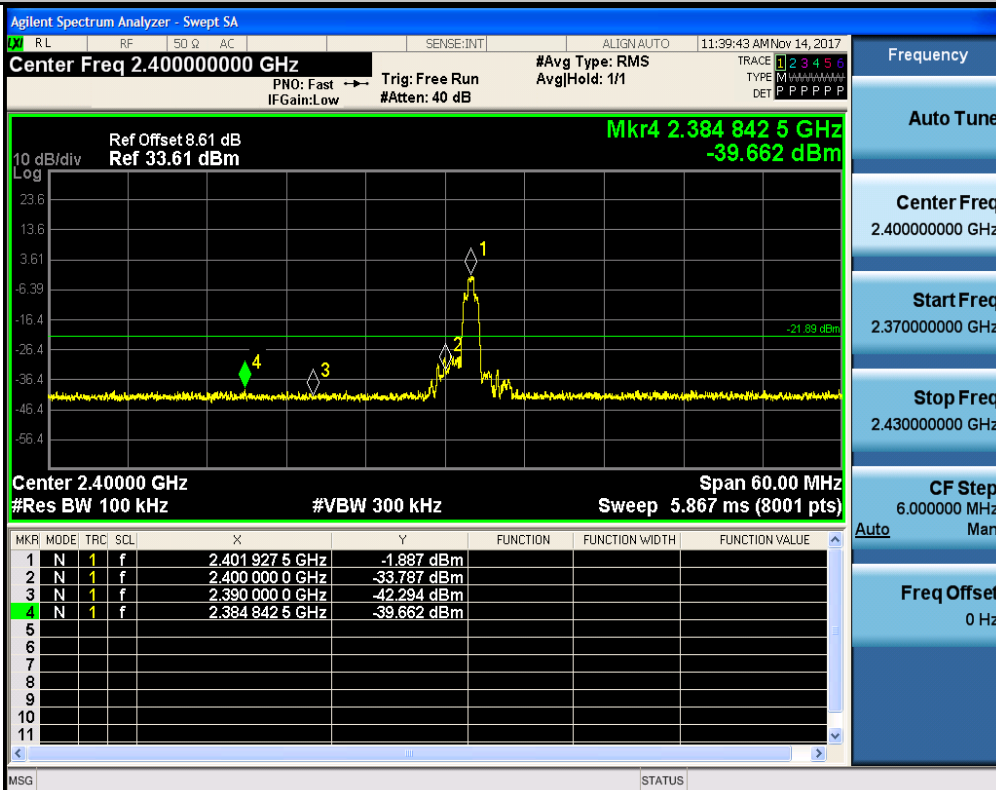 Agilent Spectrum Analyzer - Swept SA
LXI RL RF 50 Ω AC SENSE:INT ALIGN AUTO 11:39:43 AM Nov 14, 2017
Center Freq 2.400000000 GHz
PNO: Fast
IFGain:Low
Trig: Free Run
#Atten: 40 dB
#Avg Type: RMS
Avg|Hold: 1/1
TRACE 1 2 3 4 5 6
TYPE M
DET P P P P P P
Ref Offset 8.61 dB
10 dB/div Ref 33.61 dBm
Log
Mkr4 2.384 842 5 GHz
-39.662 dBm
23.6
13.6
3.61
-6.39
-16.4
-26.4
-36.4
-46.4
-56.4
1
2
3
4
-21.89 dBm
Center 2.40000 GHz Span 60.00 MHz
#Res BW 100 kHz #VBW 300 kHz Sweep 5.867 ms (8001 pts)
MKR MODE TRC SCL X Y FUNCTION FUNCTION WIDTH FUNCTION VALUE
1 N 1 f 2.401 927 5 GHz -1.887 dBm
2 N 1 f 2.400 000 0 GHz -33.787 dBm
3 N 1 f 2.390 000 0 GHz -42.294 dBm
4 N 1 f 2.384 842 5 GHz -39.662 dBm
5
6
7
8
9
10
11
MSG STATUS
Frequency
Auto Tune
Center Freq
2.400000000 GHz
Start Freq
2.370000000 GHz
Stop Freq
2.430000000 GHz
CF Step
6.000000 MHz
Auto Man
Freq Offset
0 Hz